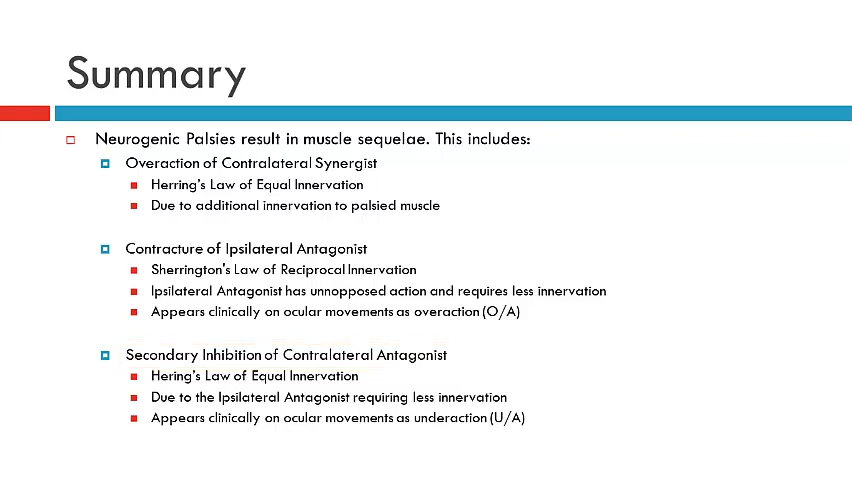 Summary
Neurogenic Palsies result in muscle sequelae. This includes:
Overaction of Contralateral Synergist
Herring's Law of Equal Innervation
Due to additional innervation to palsied muscle
Contracture of Ipsilateral Antagonist
Sherrington's Law of Reciprocal Innervation
Ipsilateral Antagonist has unnopposed action and requires less innervation
Appears clinically on ocular movements as overaction (O/A)
Secondary Inhibition of Contralateral Antagonist
Hering's Law of Equal Innervation
Due to the Ipsilateral Antagonist requiring less innervation
Appears clinically on ocular movements as underaction (U/A)